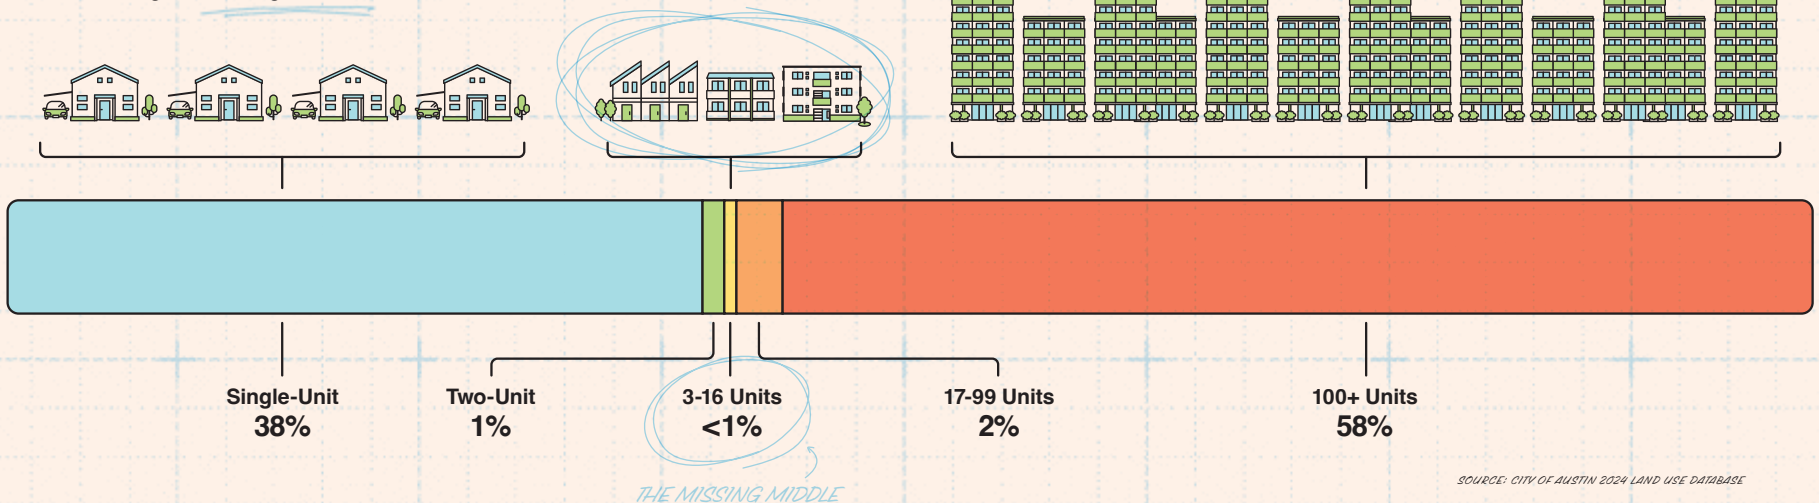 Single-Unit
38%
Two-Unit
1%
3-16 Units
<1%
17-99 Units
2%
100+ Units
58%
THE MISSING MIDDLE
SOURCE: CITY OF AUSTIN 2024 LAND USE DATABASE